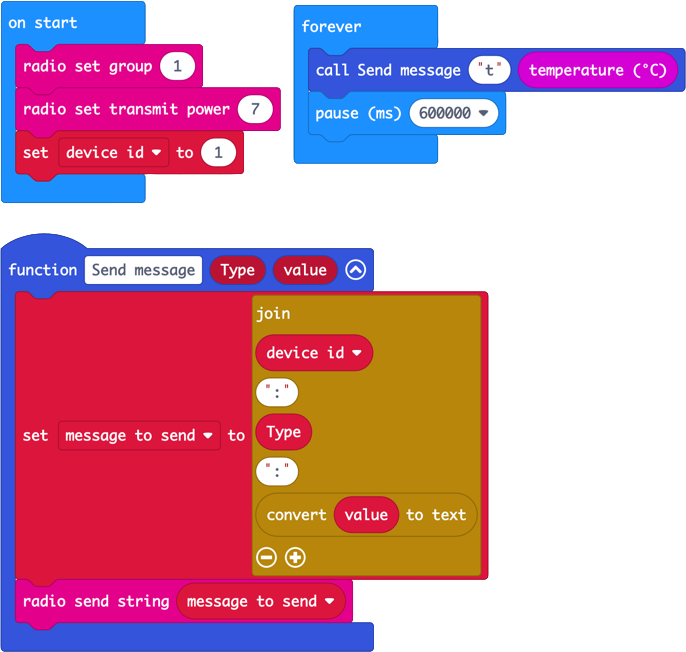 on start
radio set group 1
radio set transmit power 7
set device id to 1
forever
call Send message "t" temperature (°C)
pause (ms) 600000
function Send message Type value
join
device id
":"
set message to send to
Type
":"
convert value to text
radio send string message to send